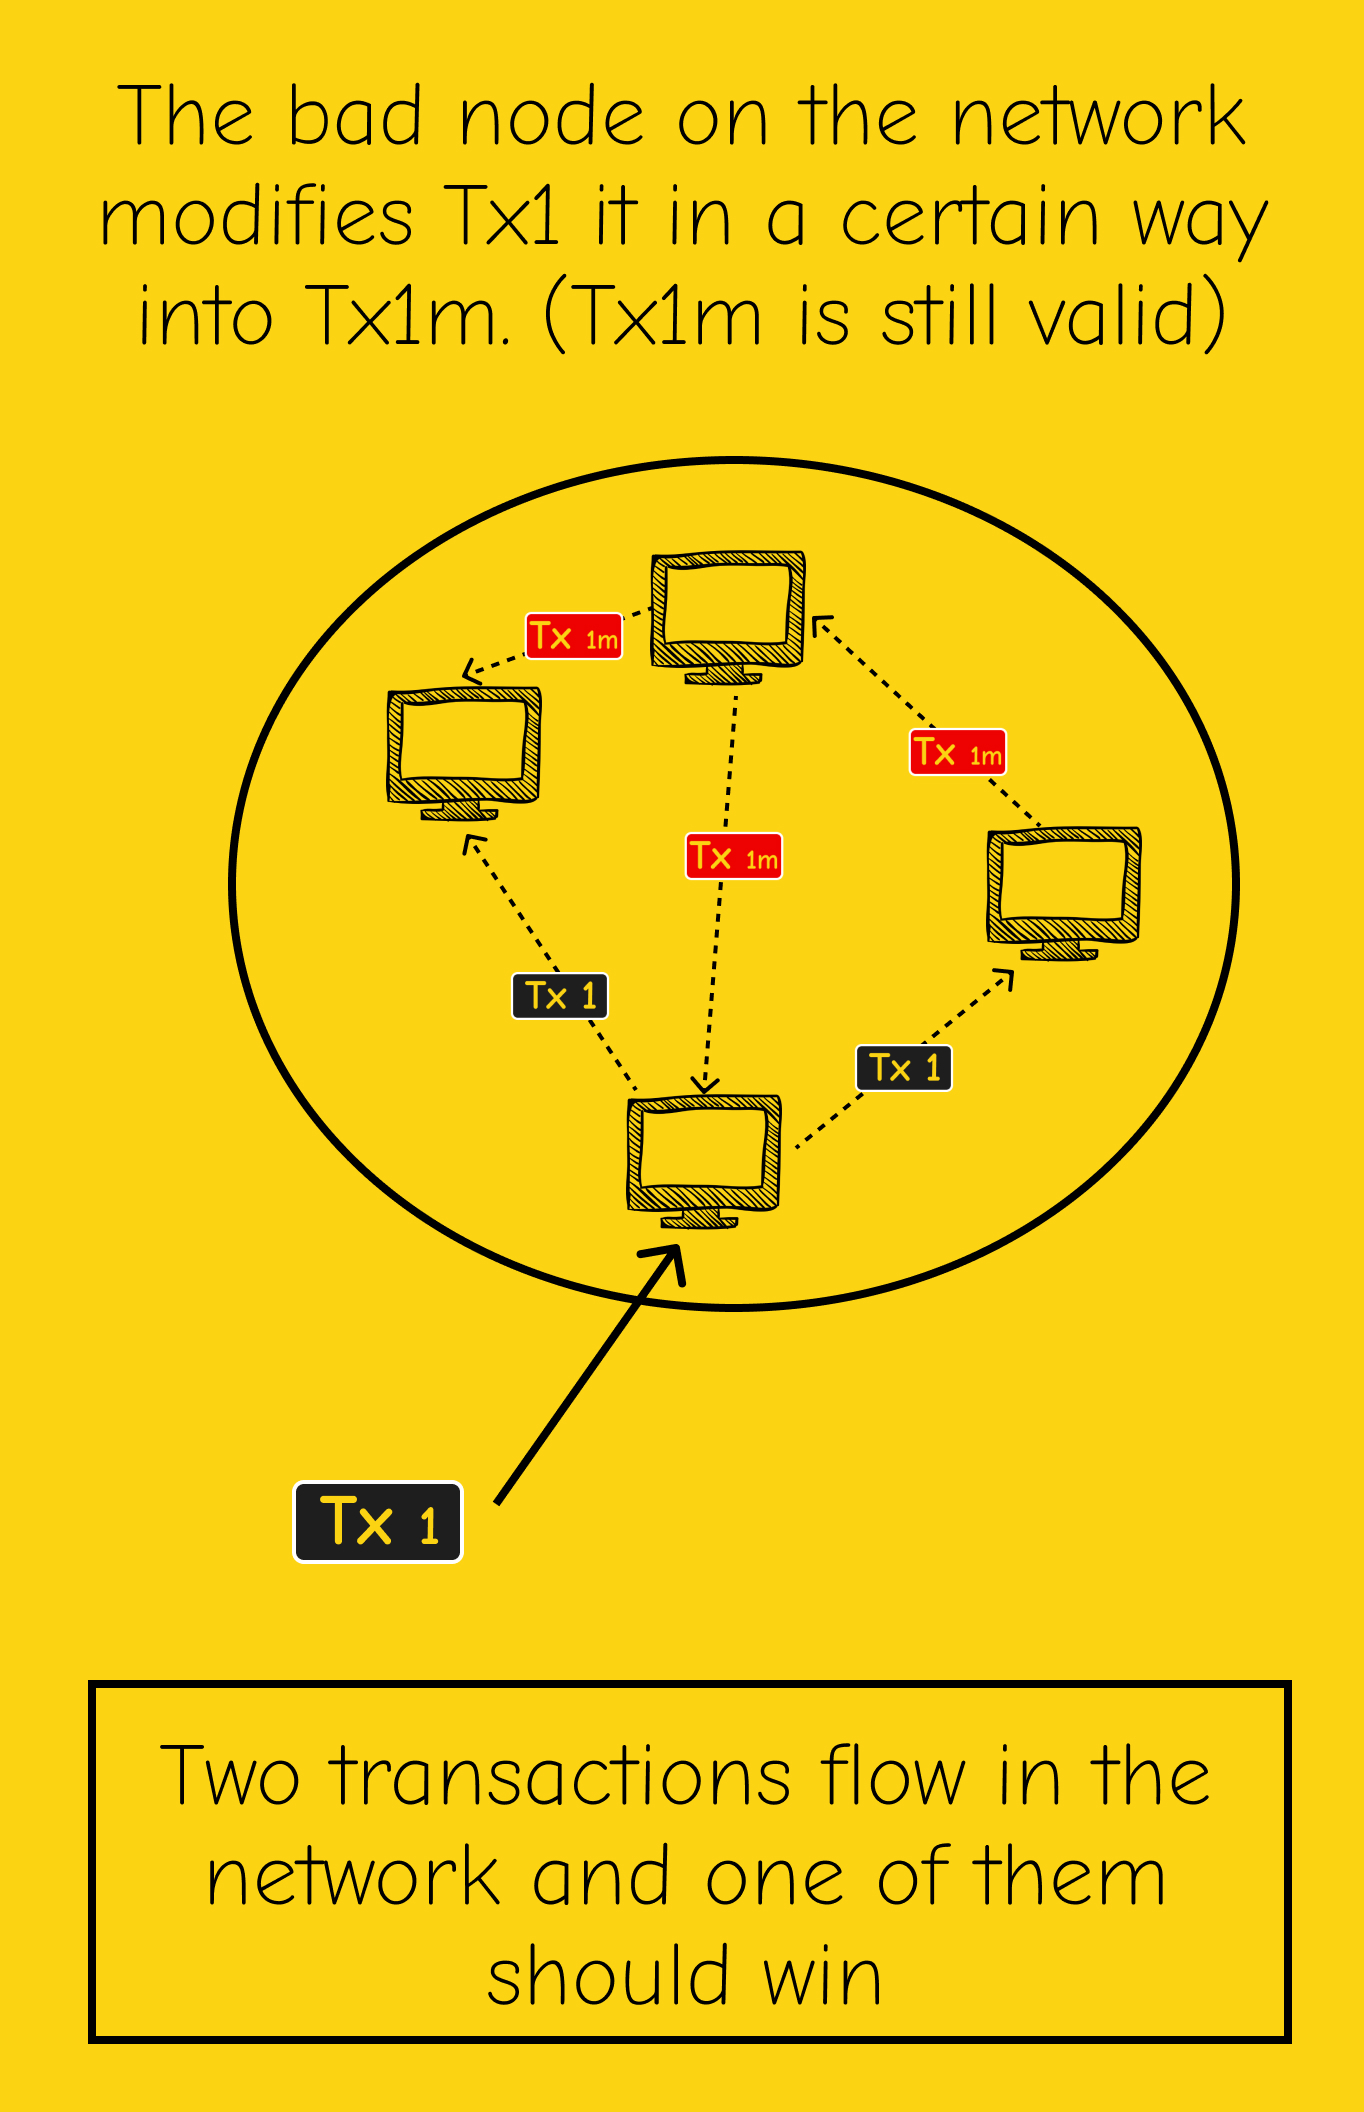 The bad node on the network
modifies Tx1 it in a certain way
into Tx1m. (Tx1m is still valid)
Tx 1m
Tx 1m
Tx 1m
Tx 1
Tx 1
Tx 1
Two transactions flow in the
network and one of them
should win